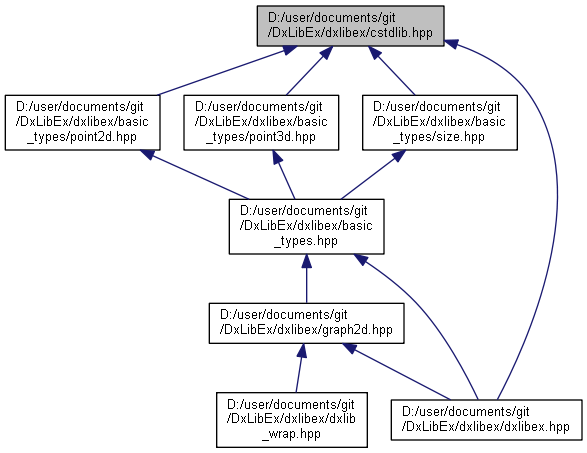 D:/user/documents/git
/DxLibEx/dxlibex/cstdlib.hpp
D:/user/documents/git
/DxLibEx/dxlibex/basic
_types/point2d.hpp
D:/user/documents/git
/DxLibEx/dxlibex/basic
_types/point3d.hpp
D:/user/documents/git
/DxLibEx/dxlibex/basic
_types/size.hpp
D:/user/documents/git
/DxLibEx/dxlibex/basic
_types.hpp
D:/user/documents/git
/DxLibEx/dxlibex/graph2d.hpp
D:/user/documents/git
/DxLibEx/dxlibex/dxlib
_wrap.hpp
D:/user/documents/git
/DxLibEx/dxlibex/dxlibex.hpp